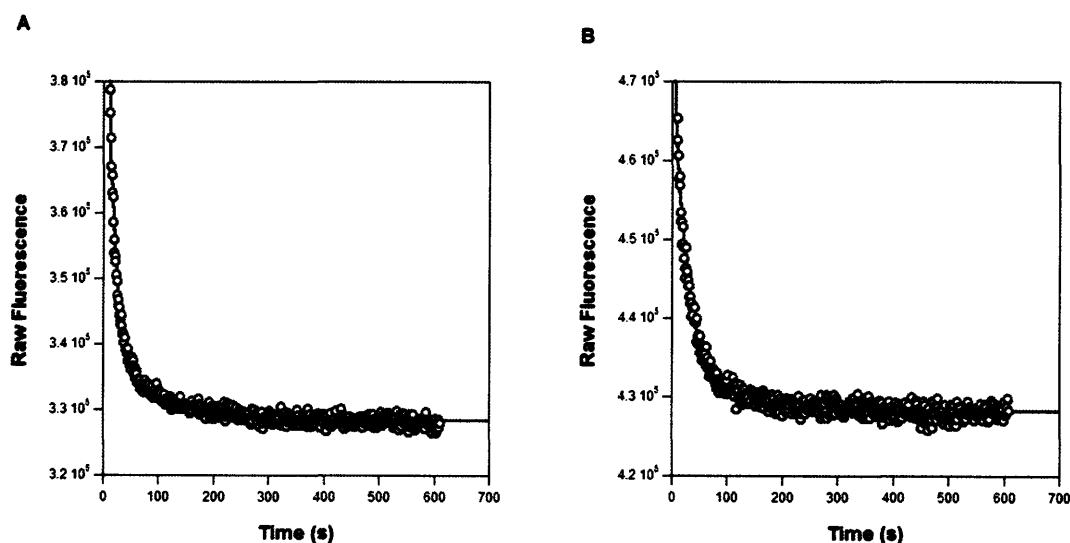 A
3.8 10⁵
3.7 10⁵
3.6 10⁵
3.5 10⁵
3.4 10⁵
3.3 10⁵
3.2 10⁵
Raw Fluorescence
0 100 200 300 400 500 600 700
Time (s)
B
4.7 10⁵
4.6 10⁵
4.5 10⁵
4.4 10⁵
4.3 10⁵
4.2 10⁵
Raw Fluorescence
0 100 200 300 400 500 600 700
Time (s)